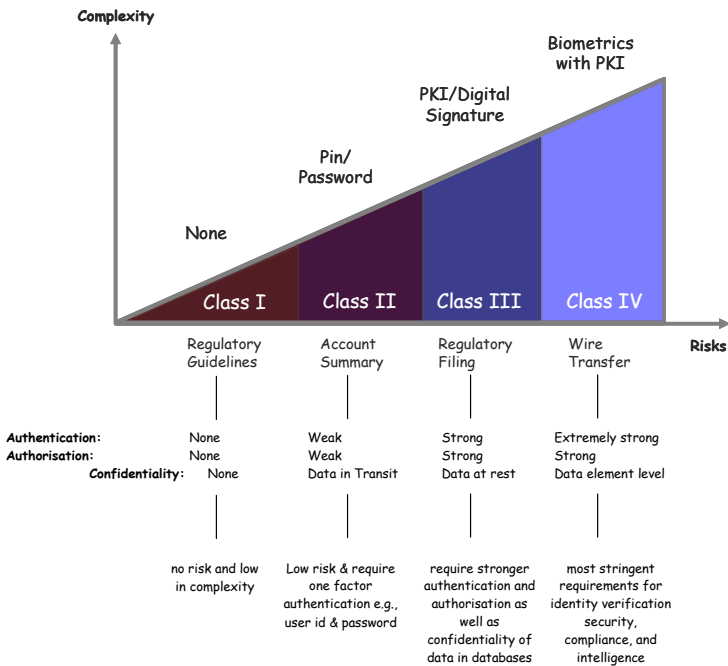 Complexity
Biometrics
with PKI
PKI/Digital
Signature
Pin/
Password
None
Class I
Class II
Class III
Class IV
Risks
Regulatory
Guidelines
Account
Summary
Regulatory
Filing
Wire
Transfer
Authentication: None Weak Strong Extremely strong
Authorisation: None Weak Strong Strong
Confidentiality: None Data in Transit Data at rest Data element level
no risk and low
in complexity
Low risk & require
one factor
authentication e.g.,
user id & password
require stronger
authentication and
authorisation as
well as
confidentiality of
data in databases
most stringent
requirements for
identity verification
security,
compliance, and
intelligence